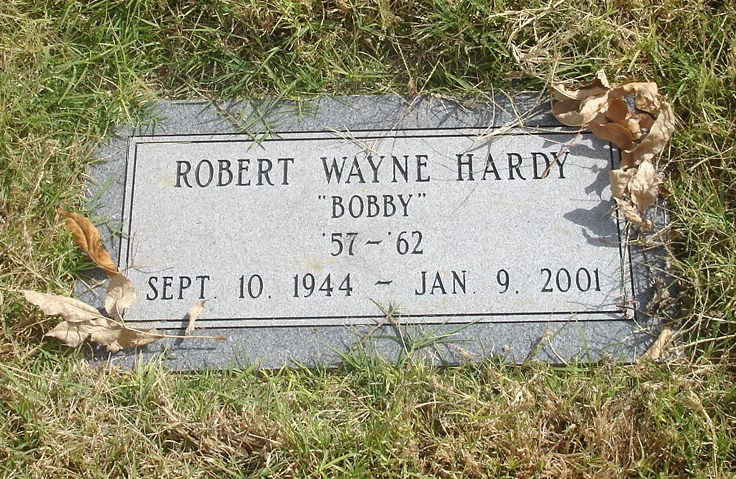 ROBERT WAYNE HARDY
"BOBBY"
'57 ~ '62
SEPT. 10, 1944 ~ JAN. 9, 2001